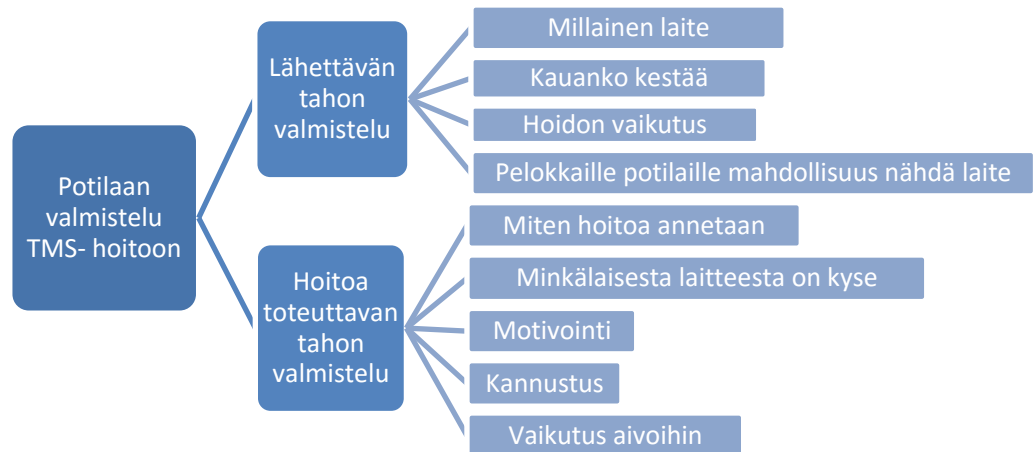 Potilaan
valmistelu
TMS- hoitoon
Lähettävän
tahon
valmistelu
Millainen laite
Kauanko kestää
Hoidon vaikutus
Pelokkaille potilaille mahdollisuus nähdä laite
Hoitoa
toteuttavan
tahon
valmistelu
Miten hoitoa annetaan
Minkälaisesta laitteesta on kyse
Motivointi
Kannustus
Vaikutus aivoihin